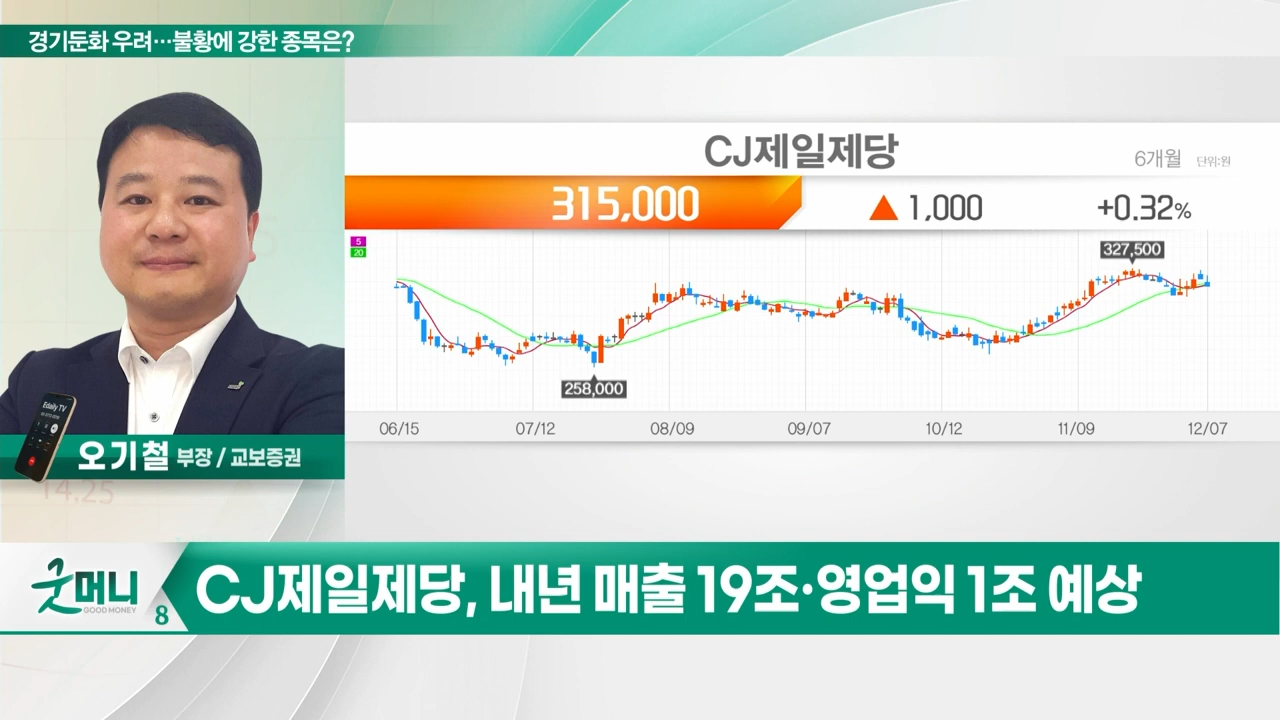 경기둔화 우려…불황에 강한 종목은?
CJ제일제당
6개월 단위:원
315,000 ▲ 1,000 +0.32%
5
20
327,500
258,000
06/15 07/12 08/09 09/07 10/12 11/09 12/07
Edaily TV
오기철 부장 / 교보증권
14.25
굿머니
GOOD MONEY
8
CJ제일제당, 내년 매출 19조·영업익 1조 예상